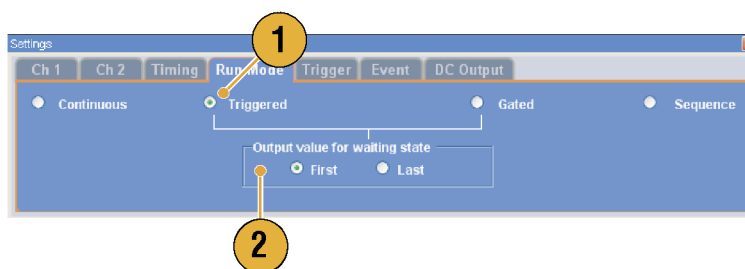 1
Settings
Ch 1 Ch 2 Timing Run Mode Trigger Event DC Output
Continuous Triggered Gated Sequence
Output value for waiting state
First Last
2